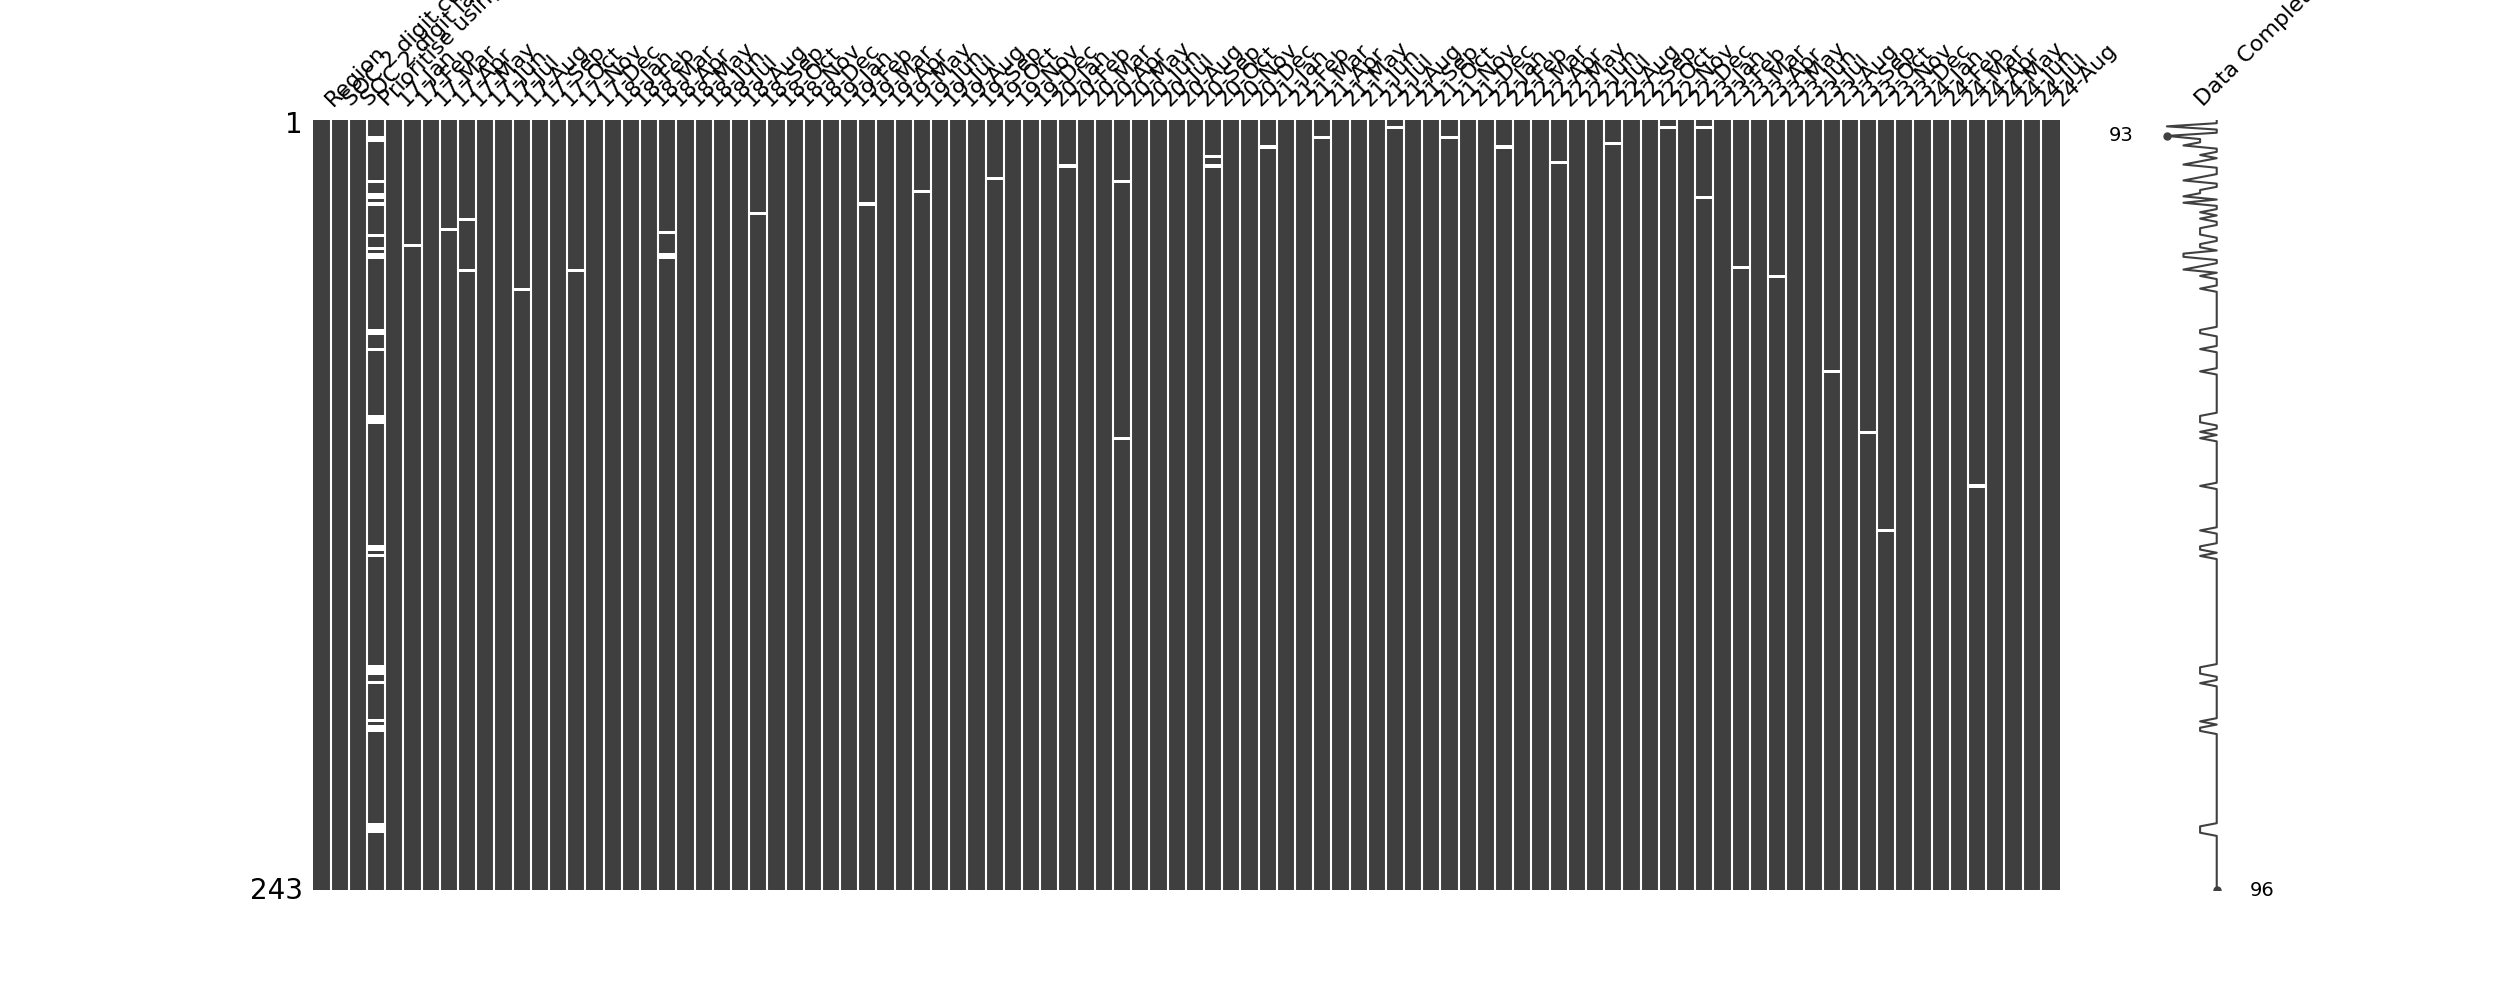 Region
SOC 2 digit
SOC 2 digit
Prioritise
17-Jan
17-Feb
17-Mar
17-Apr
17-May
17-Jun
17-Jul
17-Aug
17-Sep
17-Oct
17-Nov
17-Dec
18-Jan
18-Feb
18-Mar
18-Apr
18-May
18-Jun
18-Jul
18-Aug
18-Sep
18-Oct
18-Nov
18-Dec
19-Jan
19-Feb
19-Mar
19-Apr
19-May
19-Jun
19-Jul
19-Aug
19-Sep
19-Oct
19-Nov
19-Dec
20-Jan
20-Feb
20-Mar
20-Apr
20-May
20-Jun
20-Jul
20-Aug
20-Sep
20-Oct
20-Nov
20-Dec
21-Jan
21-Feb
21-Mar
21-Apr
21-May
21-Jun
21-Jul
21-Aug
21-Sep
21-Oct
21-Nov
21-Dec
22-Jan
22-Feb
22-Mar
22-Apr
22-May
22-Jun
22-Jul
22-Aug
22-Sep
22-Oct
22-Nov
22-Dec
23-Jan
23-Feb
23-Mar
23-Apr
23-May
23-Jun
23-Jul
23-Aug
23-Sep
23-Oct
23-Nov
23-Dec
24-Jan
24-Feb
24-Mar
24-Apr
24-May
24-Jun
24-Jul
24-Aug
Data
1
93
243
96